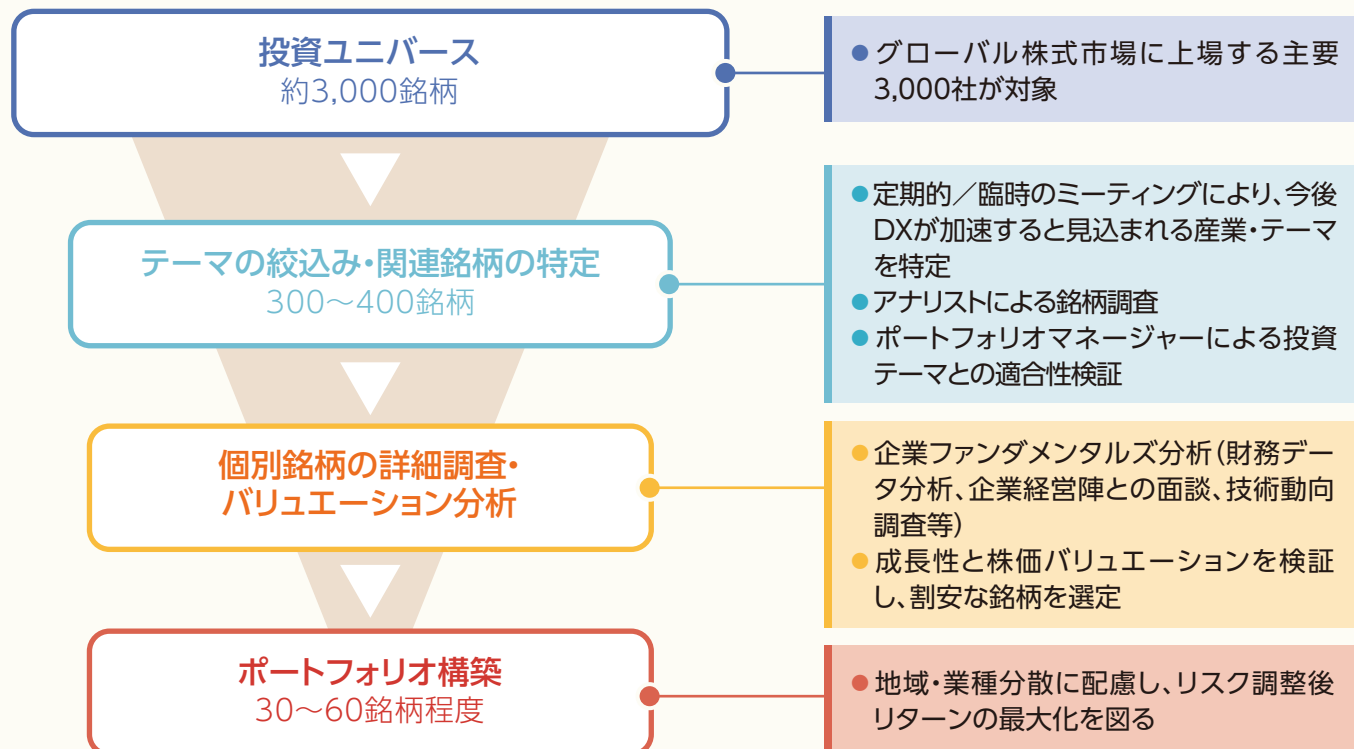 投資ユニバース
約3,000銘柄
● グローバル株式市場に上場する主要
3,000社が対象
テーマの絞込み・関連銘柄の特定
300～400銘柄
● 定期的／臨時のミーティングにより、今後
DXが加速すると見込まれる産業・テーマ
を特定
● アナリストによる銘柄調査
● ポートフォリオマネージャーによる投資
テーマとの適合性検証
個別銘柄の詳細調査・
バリュエーション分析
● 企業ファンダメンタルズ分析（財務デー
タ分析、企業経営陣との面談、技術動向
調査等）
● 成長性と株価バリュエーションを検証
し、割安な銘柄を選定
ポートフォリオ構築
30～60銘柄程度
● 地域・業種分散に配慮し、リスク調整後
リターンの最大化を図る